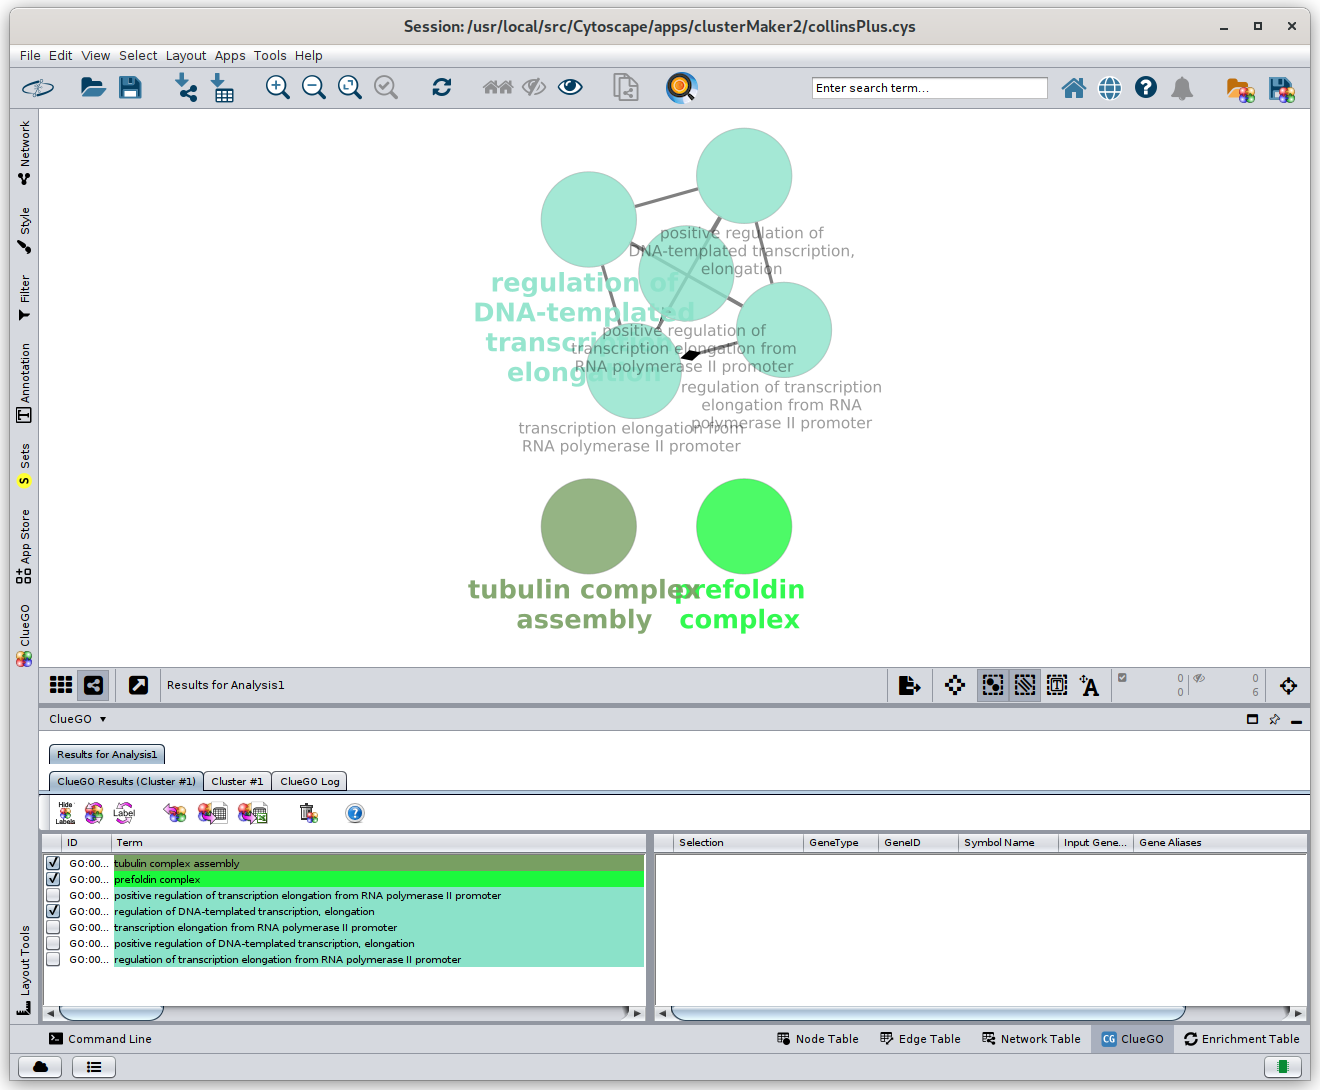 Session: /usr/local/src/Cytoscape/apps/clusterMaker2/collinsPlus.cys
File Edit View Select Layout Apps Tools Help
Enter search term...
Network
Style
Filter
Annotation
Sets
App Store
ClueGO
Layout Tools
positive regulation of
DNA-templated transcription,
elongation
regulation of
DNA-templated
transcription
elongation
positive regulation of
transcription elongation from
RNA polymerase II promoter
regulation of transcription
elongation from RNA
polymerase II promoter
transcription elongation from
RNA polymerase II promoter
tubulin complex
assembly
prefoldin
complex
Results for Analysis1
0 0
0 6
ClueGO
Results for Analysis1
ClueGO Results (Cluster #1) Cluster #1 ClueGO Log
Hide
Labels
Label
ID Term
GO:00... tubulin complex assembly
GO:00... prefoldin complex
GO:00... positive regulation of transcription elongation from RNA polymerase II promoter
GO:00... regulation of DNA-templated transcription, elongation
GO:00... transcription elongation from RNA polymerase II promoter
GO:00... positive regulation of DNA-templated transcription, elongation
GO:00... regulation of transcription elongation from RNA polymerase II promoter
Selection GeneType GeneID Symbol Name Input Gene... Gene Aliases
Command Line
Node Table Edge Table Network Table CG ClueGO Enrichment Table